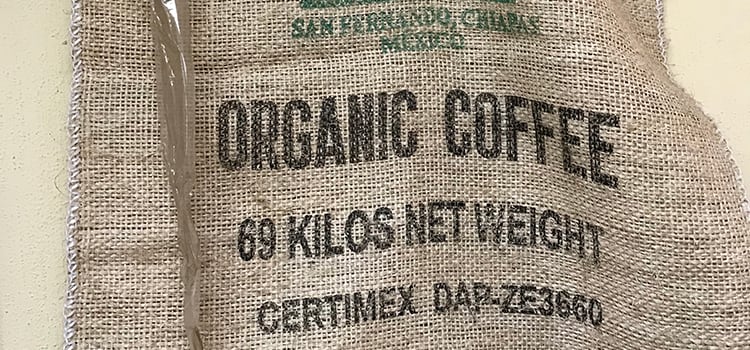 SAN FERNANDO, CHIAPAS
MEXICO
ORGANIC COFFEE
69 KILOS NET WEIGHT
CERTIMEX DAP-ZE3660